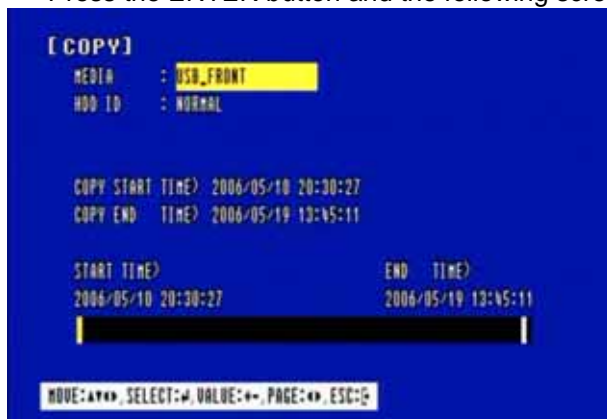 Press the ENTER button and the following scre
[COPY]
MEDIA : USB_FRONT
HDD ID : NORMAL
COPY START TIME> 2006/05/10 20:30:27
COPY END TIME> 2006/05/19 13:45:11
START TIME> END TIME>
2006/05/10 20:30:27 2006/05/19 13:45:11
MOVE:▲▼◀▶, SELECT:↵, VALUE:+-, PAGE:◀▶, ESC: